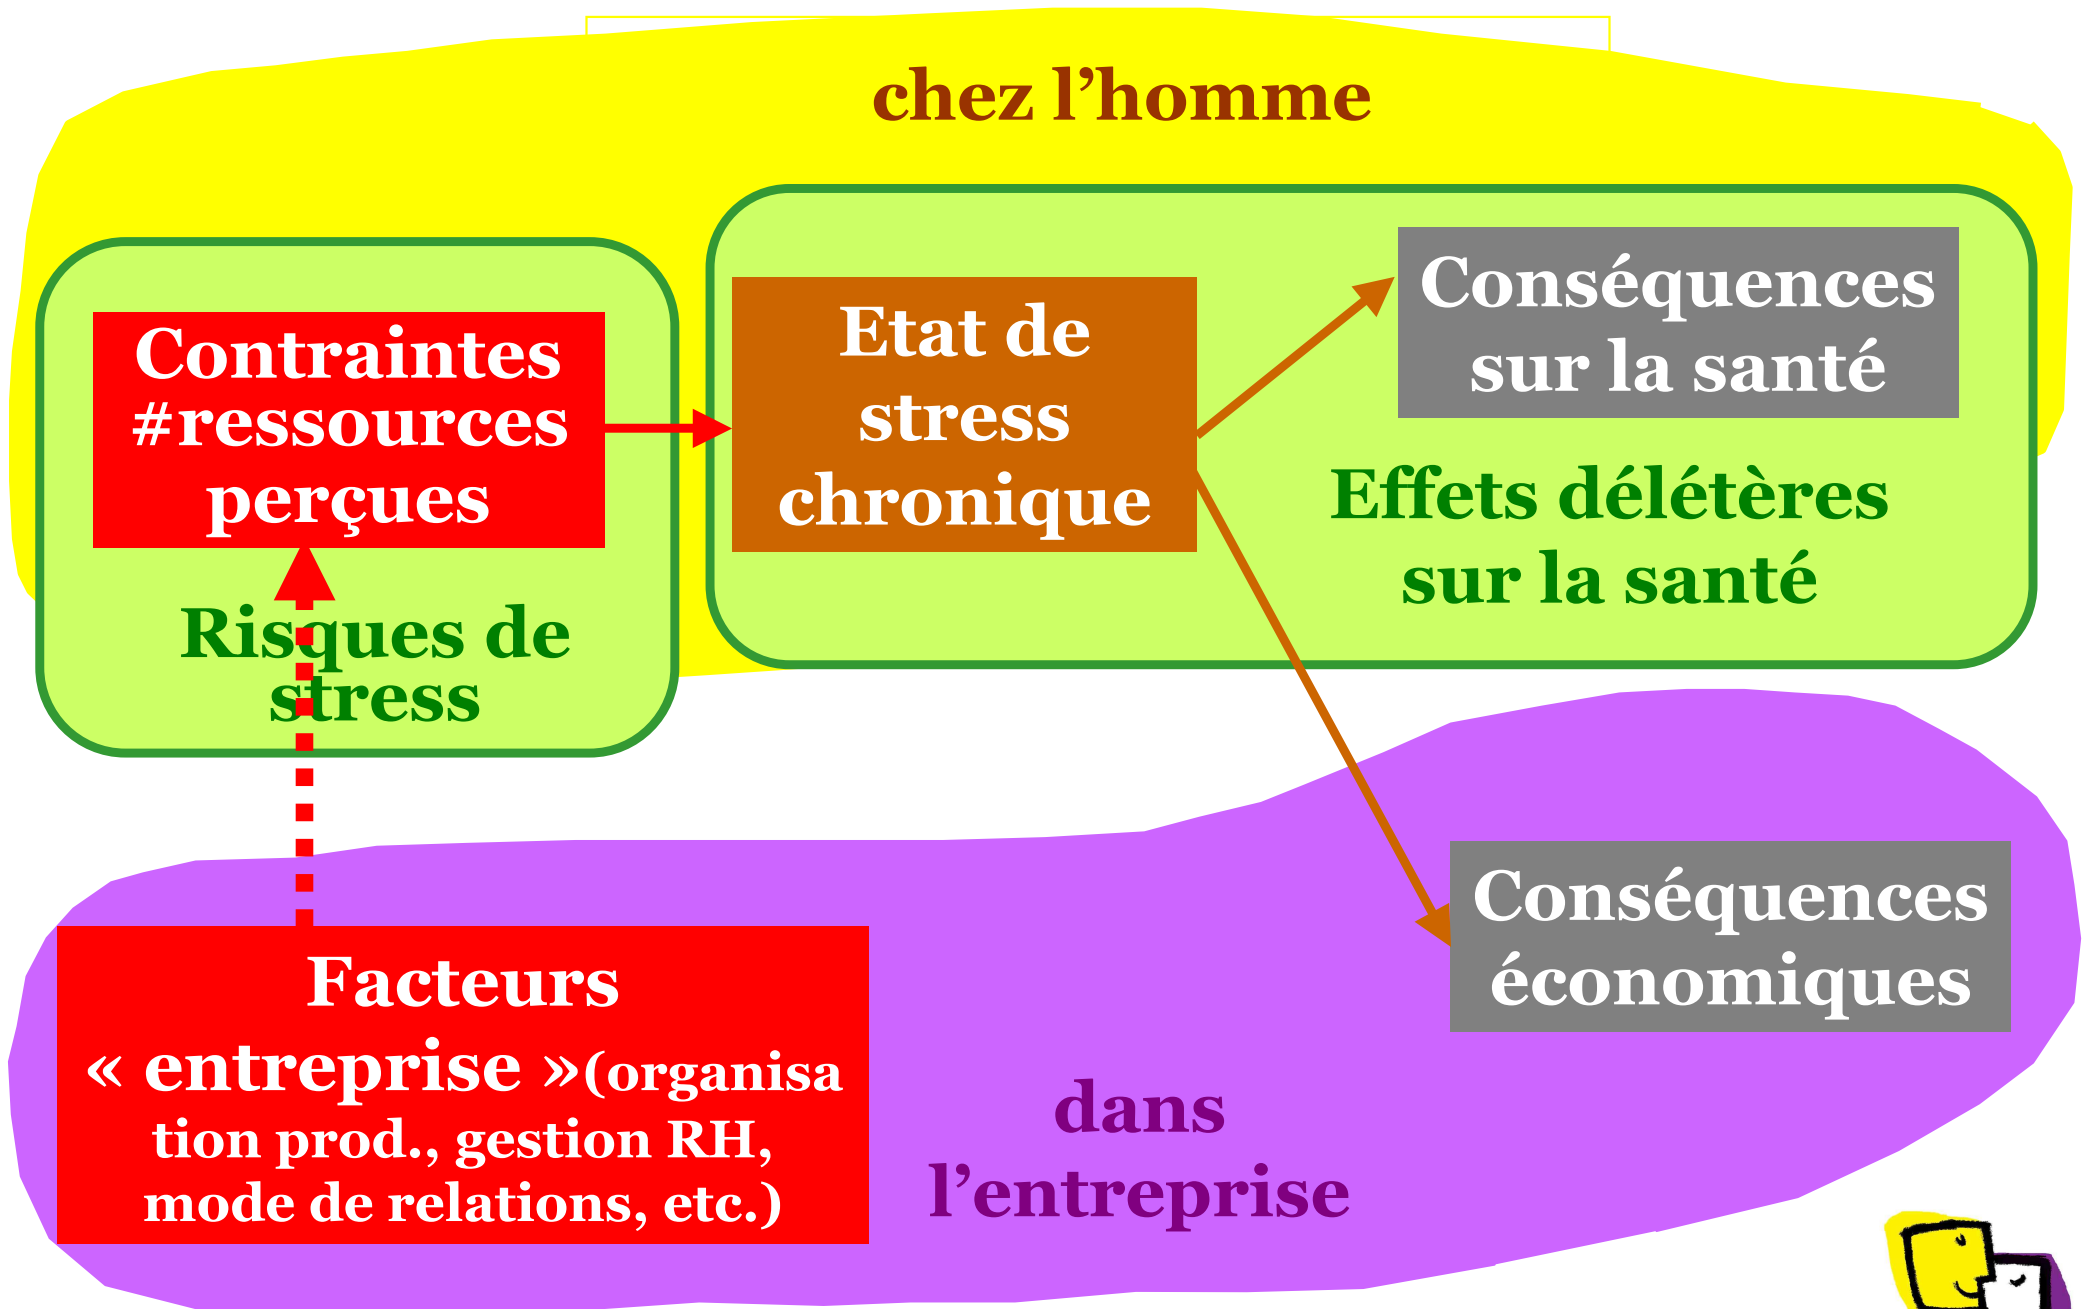 chez l’homme
Contraintes
#ressources
perçues
Risques de
stress
Etat de
stress
chronique
Conséquences
sur la santé
Effets délétères
sur la santé
Facteurs
« entreprise »(organisa
tion prod., gestion RH,
mode de relations, etc.)
dans
l’entreprise
Conséquences
économiques